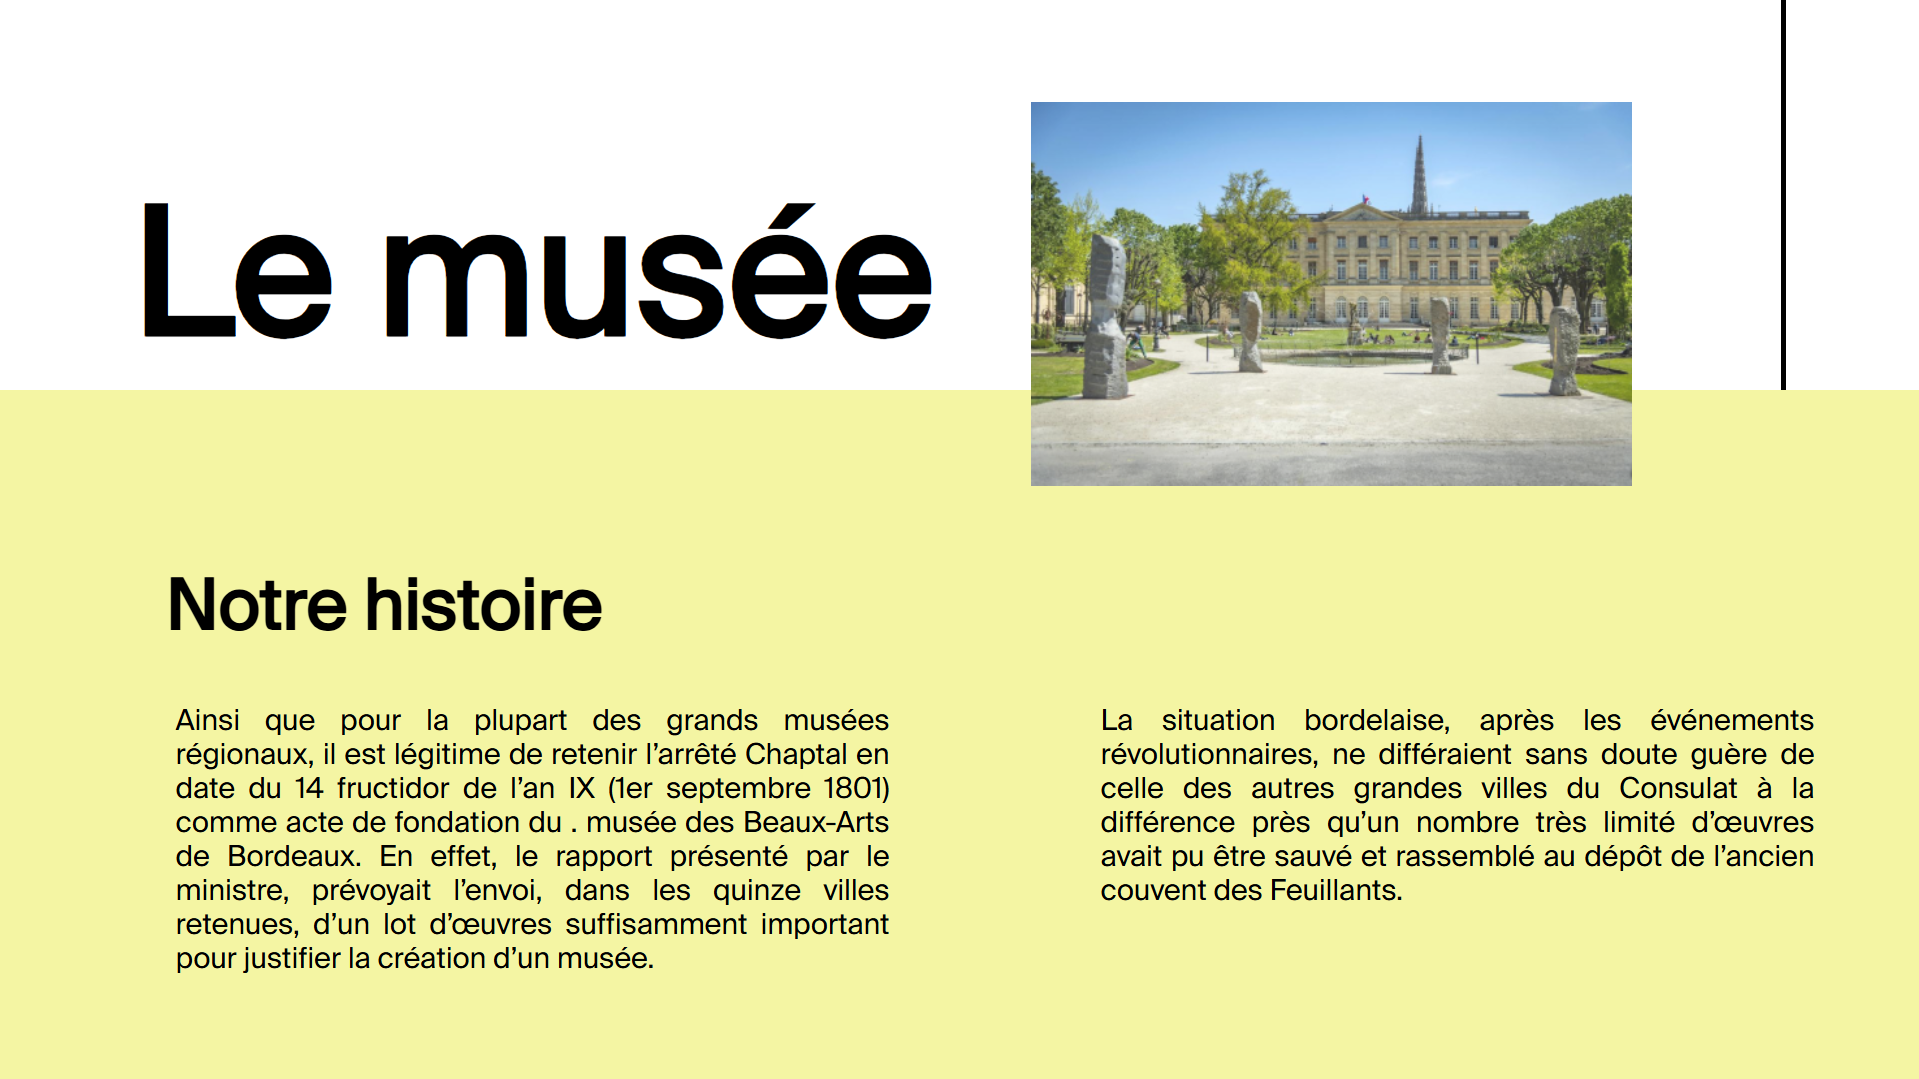 Le musée
Notre histoire
Ainsi que pour la plupart des grands musées
régionaux, il est légitime de retenir l’arrêté Chaptal en
date du 14 fructidor de l’an IX (1er septembre 1801)
comme acte de fondation du . musée des Beaux-Arts
de Bordeaux. En effet, le rapport présenté par le
ministre, prévoyait l’envoi, dans les quinze villes
retenues, d’un lot d’œuvres suffisamment important
pour justifier la création d’un musée.
La situation bordelaise, après les événements
révolutionnaires, ne différaient sans doute guère de
celle des autres grandes villes du Consulat à la
différence près qu’un nombre très limité d’œuvres
avait pu être sauvé et rassemblé au dépôt de l’ancien
couvent des Feuillants.